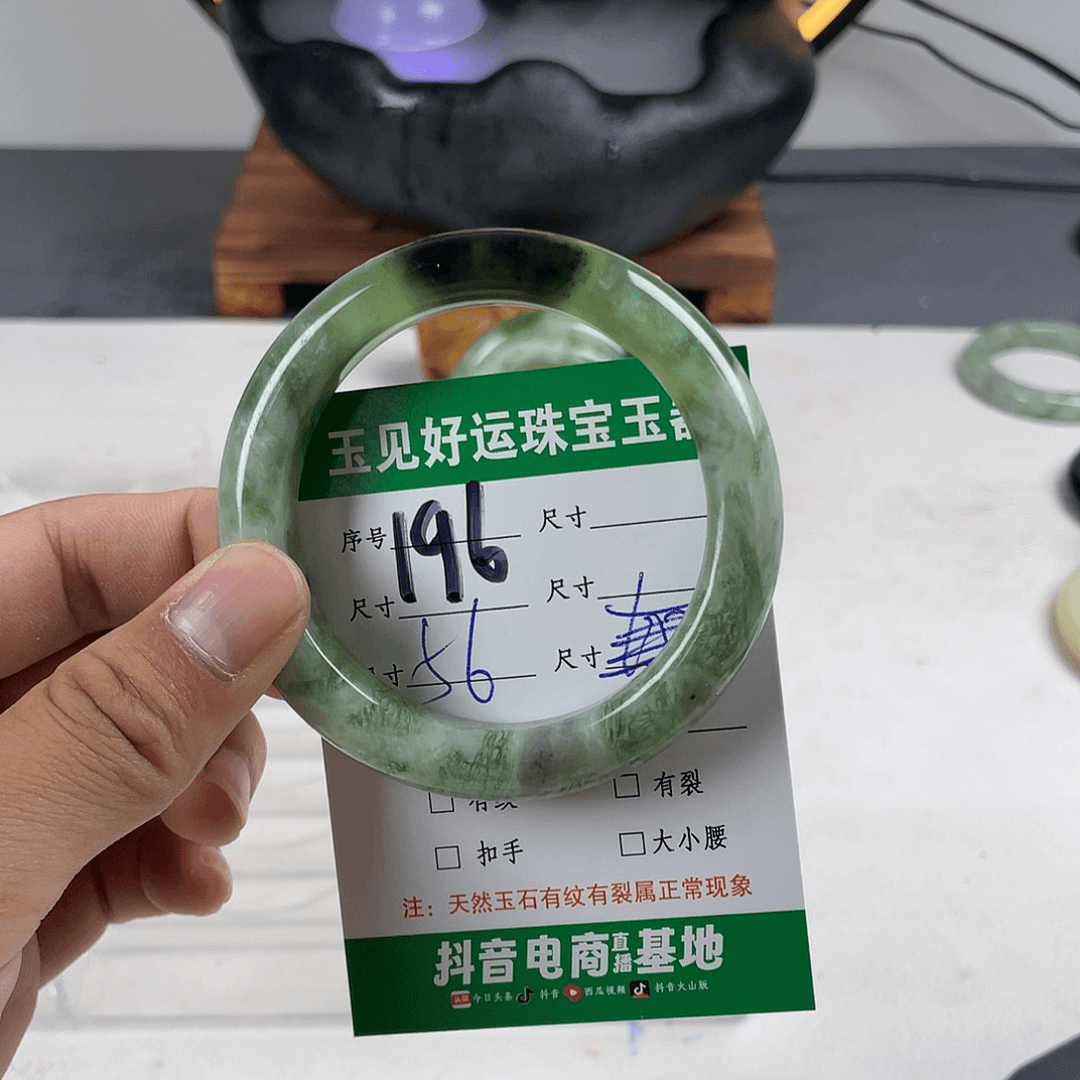 玉见好运珠宝玉
序号 196 尺寸
尺寸 尺寸
尺寸 56 尺寸
有裂
扣手 大小腰
注：天然玉石有纹有裂属正常现象
抖音电商直播基地
头条 今日头条 抖音 西瓜视频 抖音火山版